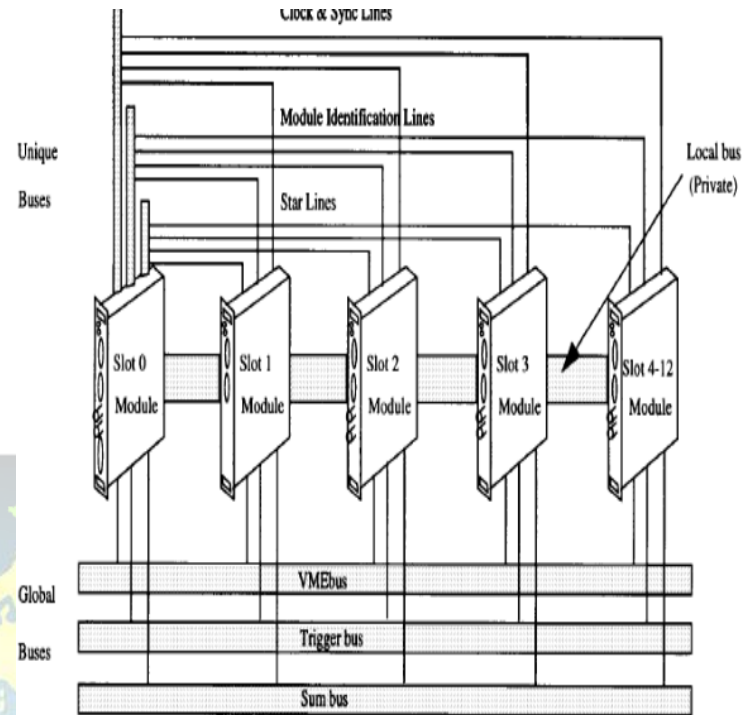 Clock & Sync Lines
Module Identification Lines
Unique
Buses
Star Lines
Local bus
(Private)
Slot 0
Module
Slot 1
Module
Slot 2
Module
Slot 3
Module
Slot 4-12
Module
VMEbus
Global
Trigger bus
Buses
Sum bus